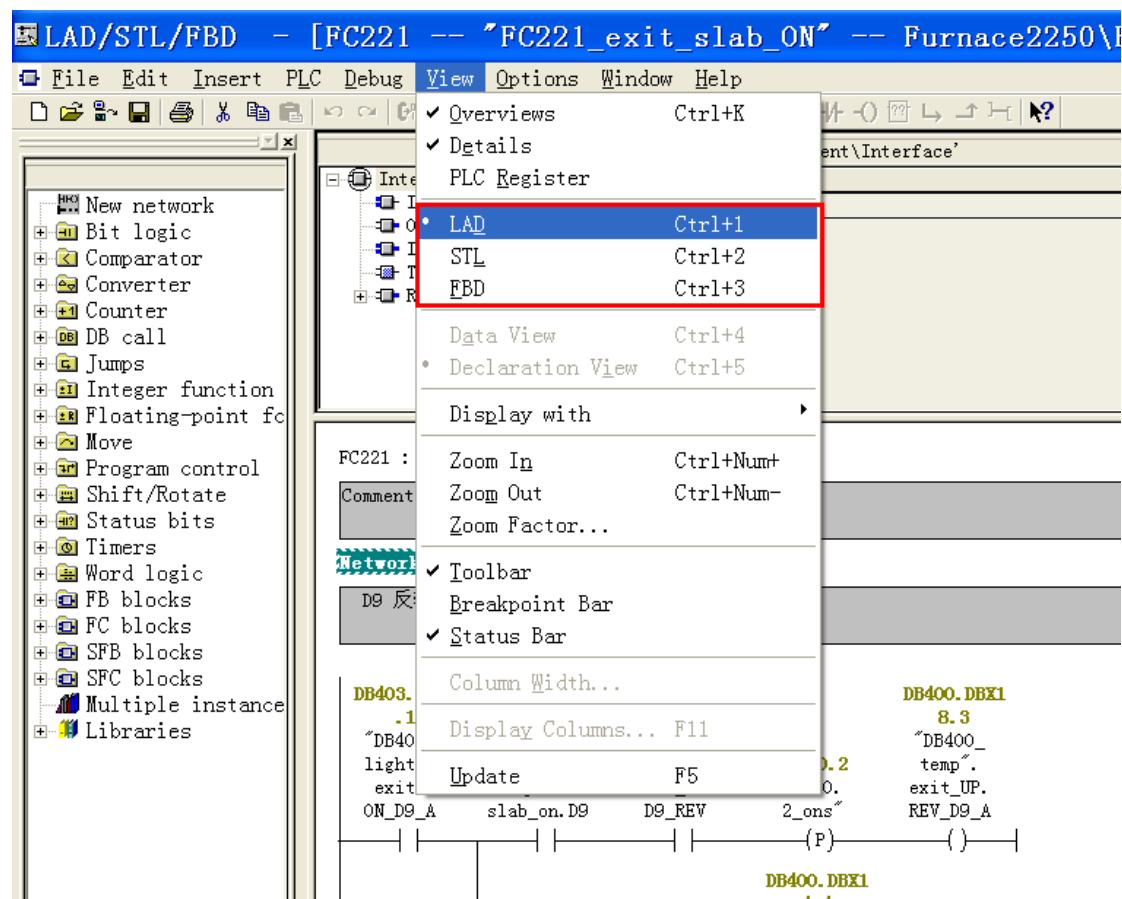 LAD/STL/FBD - [FC221 -- "FC221_exit_slab_ON" -- Furnace2250\
File Edit Insert PLC Debug View Options Window Help
New network
Bit logic
Comparator
Converter
Counter
DB call
Jumps
Integer function
Floating-point fc
Move
Program control
Shift/Rotate
Status bits
Timers
Word logic
FB blocks
FC blocks
SFB blocks
SFC blocks
Multiple instance
Libraries
Overviews Ctrl+K
Details
PLC Register
LAD Ctrl+1
STL Ctrl+2
FBD Ctrl+3
Data View Ctrl+4
Declaration View Ctrl+5
Display with
Zoom In Ctrl+Num+
Zoom Out Ctrl+Num-
Zoom Factor...
Toolbar
Breakpoint Bar
Status Bar
Column Width...
Display Columns... F11
Update F5
ent\Interface'
Inte
I
O
I
T
R
FC221 :
Comment
Network
D9 反
DB403.
.1
"DB40
light
exit
ON_D9_A
slab_on.D9
D9_REV
.2
0.
2_ons"
(P)
DB400.DBX1
8.3
"DB400_
temp".
exit_UP.
REV_D9_A
( )
DB400.DBX1